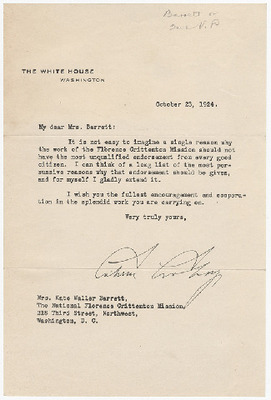 Barrett
THE WHITE HOUSE
WASHINGTON
October 23, 1924.
My dear Mrs. Barrett:
It is not easy to imagine a single reason why
the work of the Florence Crittenton Mission should not
have the most unqualified endorsement from every good
citizen. I can think of a long list of the most per-
suasive reasons why that endorsement should be given,
and for myself I gladly extend it.
I wish you the fullest encouragement and coopera-
tion in the splendid work you are carrying on.
Very truly yours,
Calvin Coolidge
Mrs. Kate Waller Barrett,
The National Florence Crittenton Mission,
218 Third Street, Northwest,
Washington, D. C.